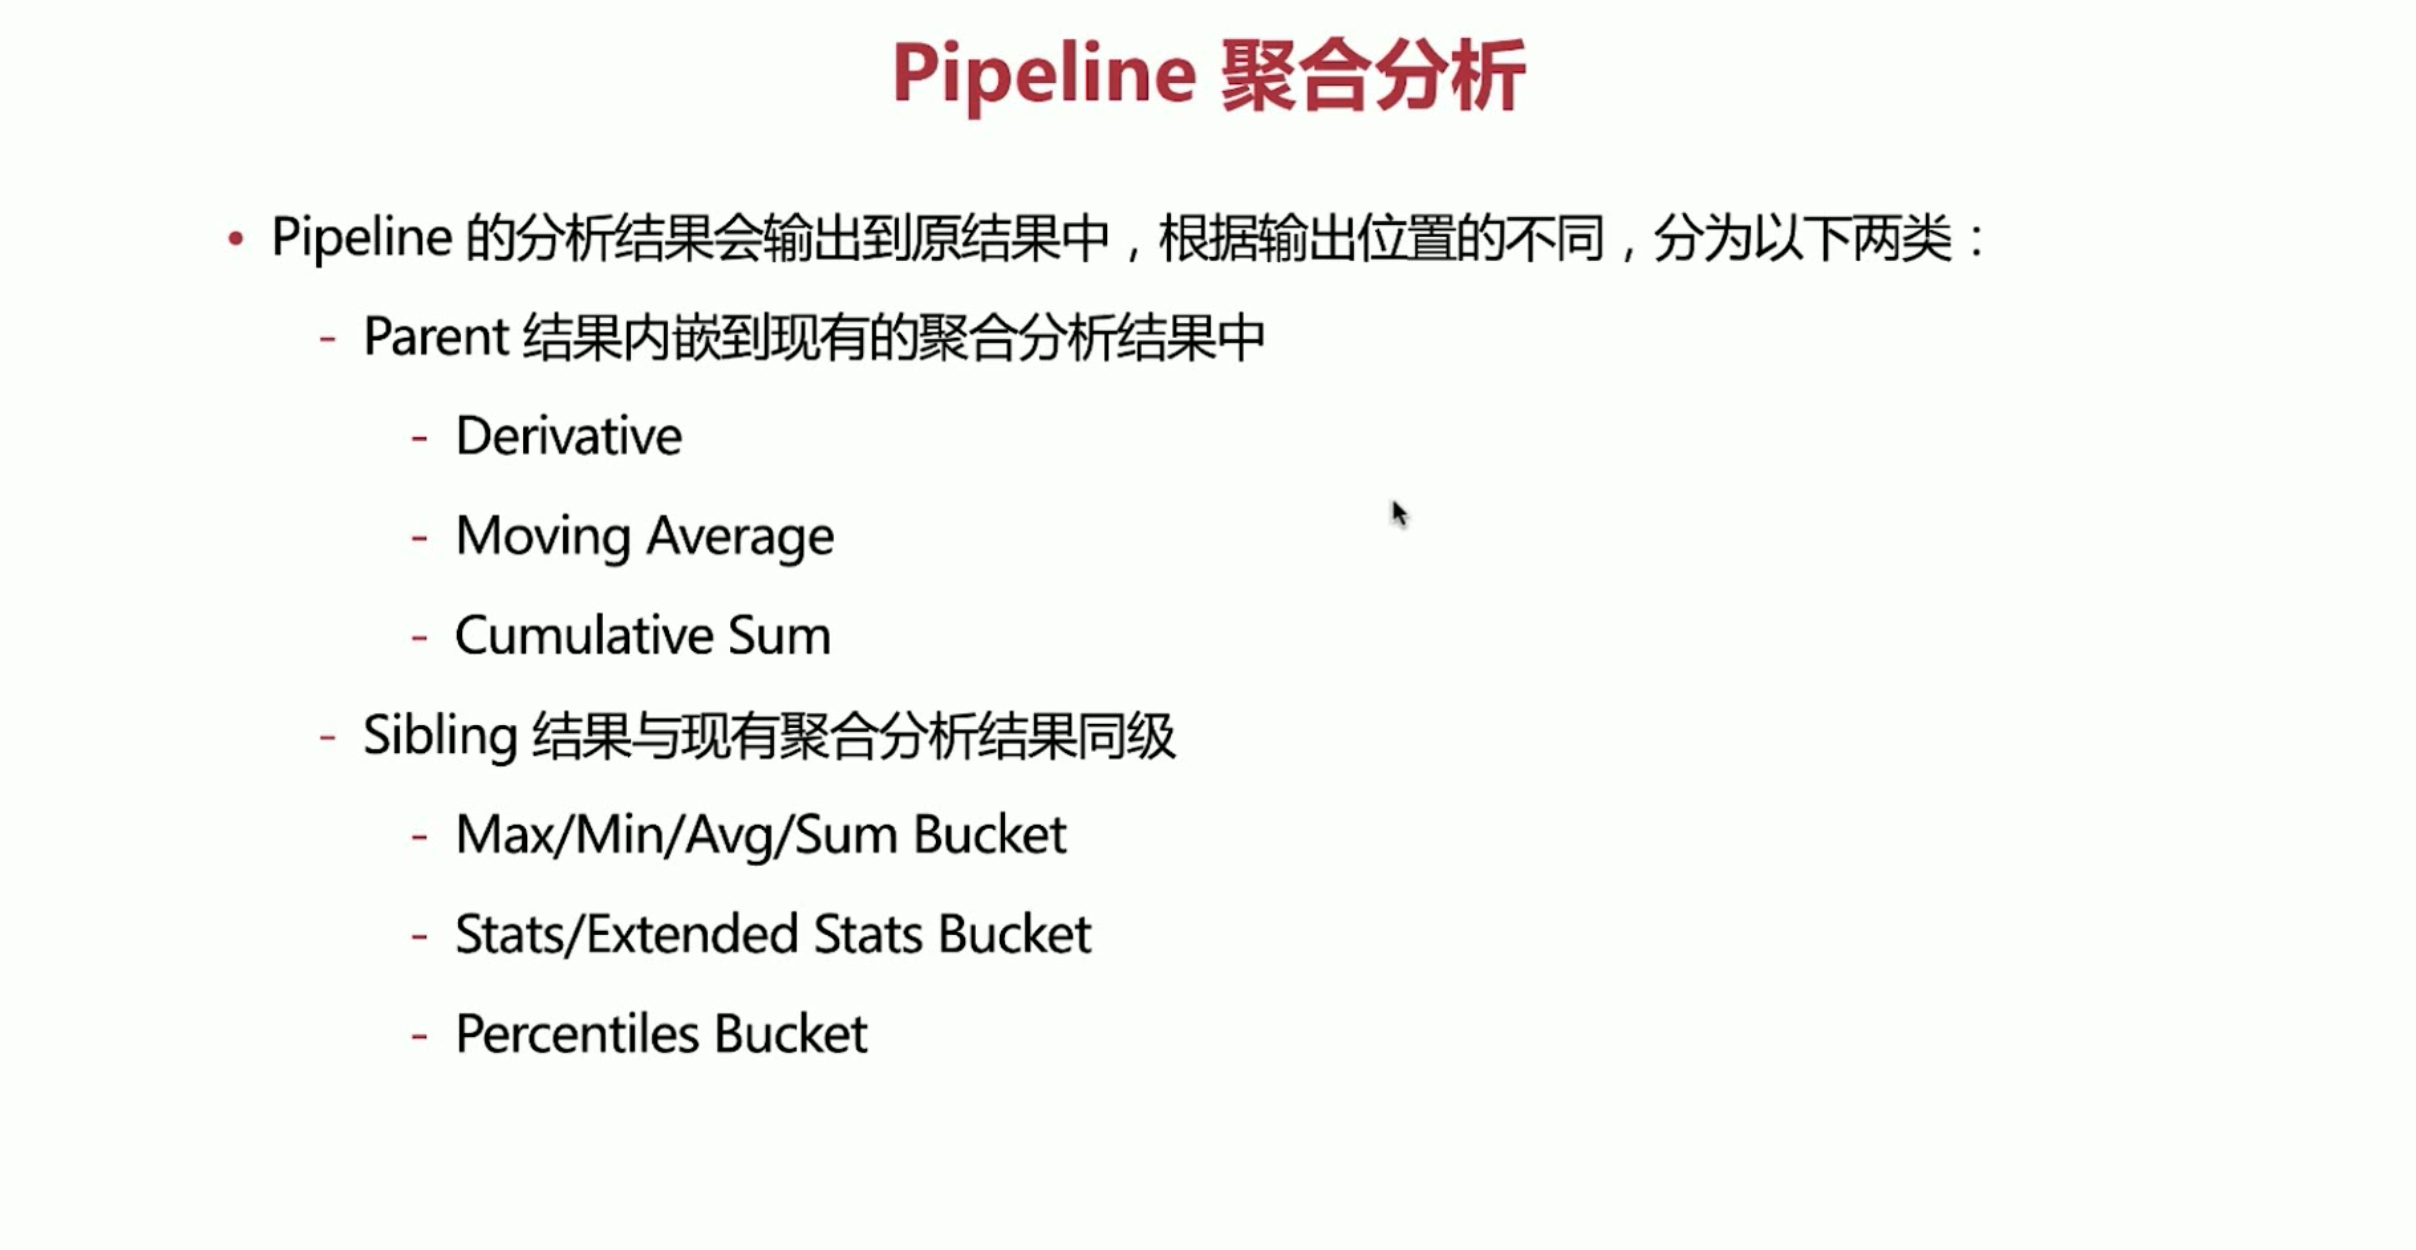 Pipeline 聚合分析
• Pipeline 的分析结果会输出到原结果中，根据输出位置的不同，分为以下两类：
- Parent 结果内嵌到现有的聚合分析结果中
- Derivative
- Moving Average
- Cumulative Sum
- Sibling 结果与现有聚合分析结果同级
- Max/Min/Avg/Sum Bucket
- Stats/Extended Stats Bucket
- Percentiles Bucket